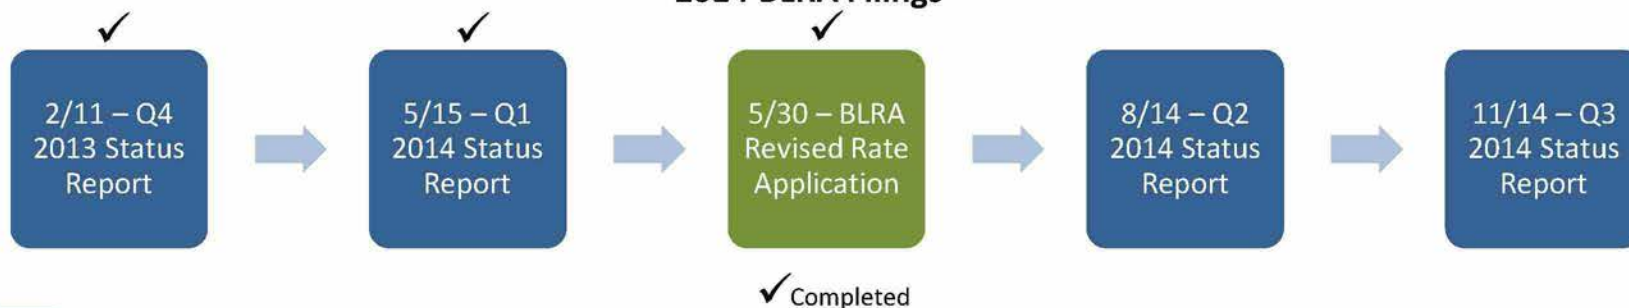 2/11 – Q4
2013 Status
Report
5/15 – Q1
2014 Status
Report
5/30 – BLRA
Revised Rate
Application
8/14 – Q2
2014 Status
Report
11/14 – Q3
2014 Status
Report
✓Completed